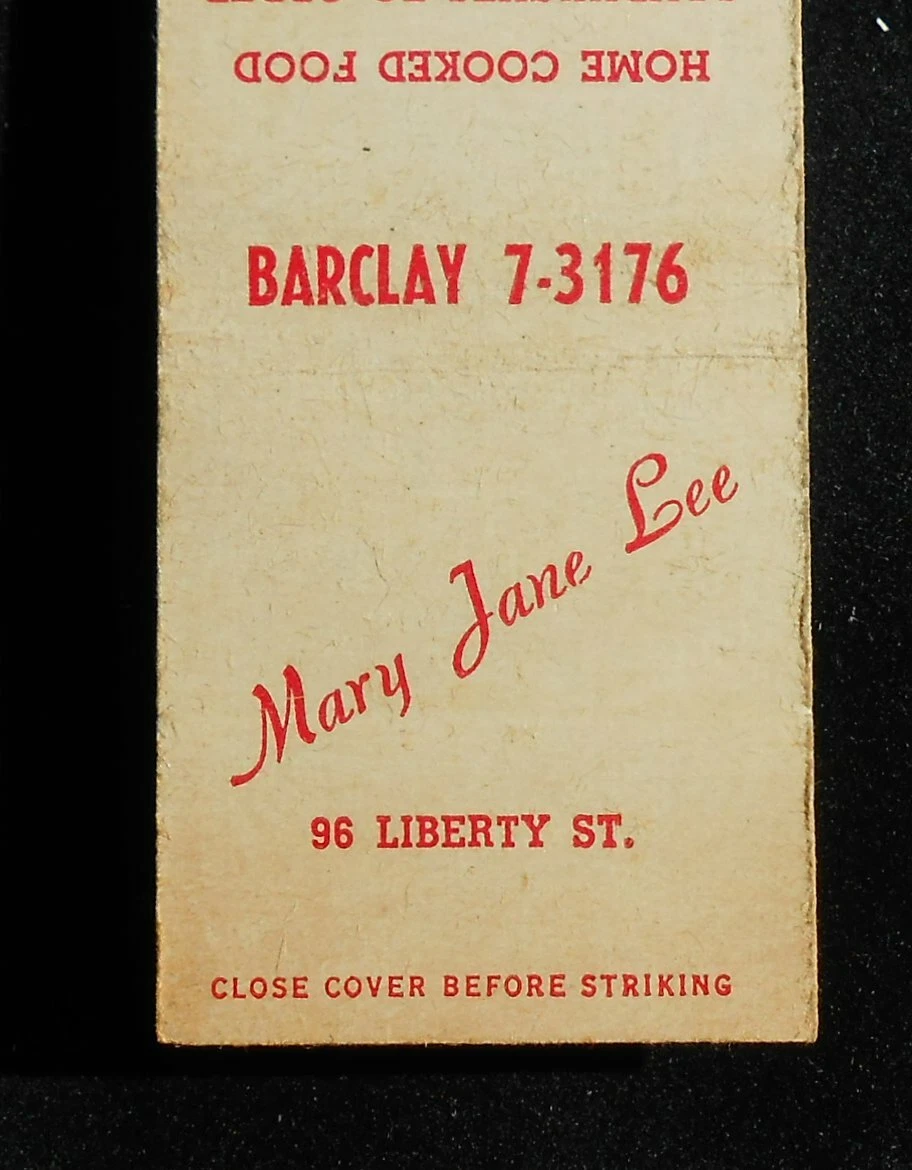 HOME COOKED FOOD
BARCLAY 7-3176
Mary Jane Lee
96 LIBERTY ST.
CLOSE COVER BEFORE STRIKING